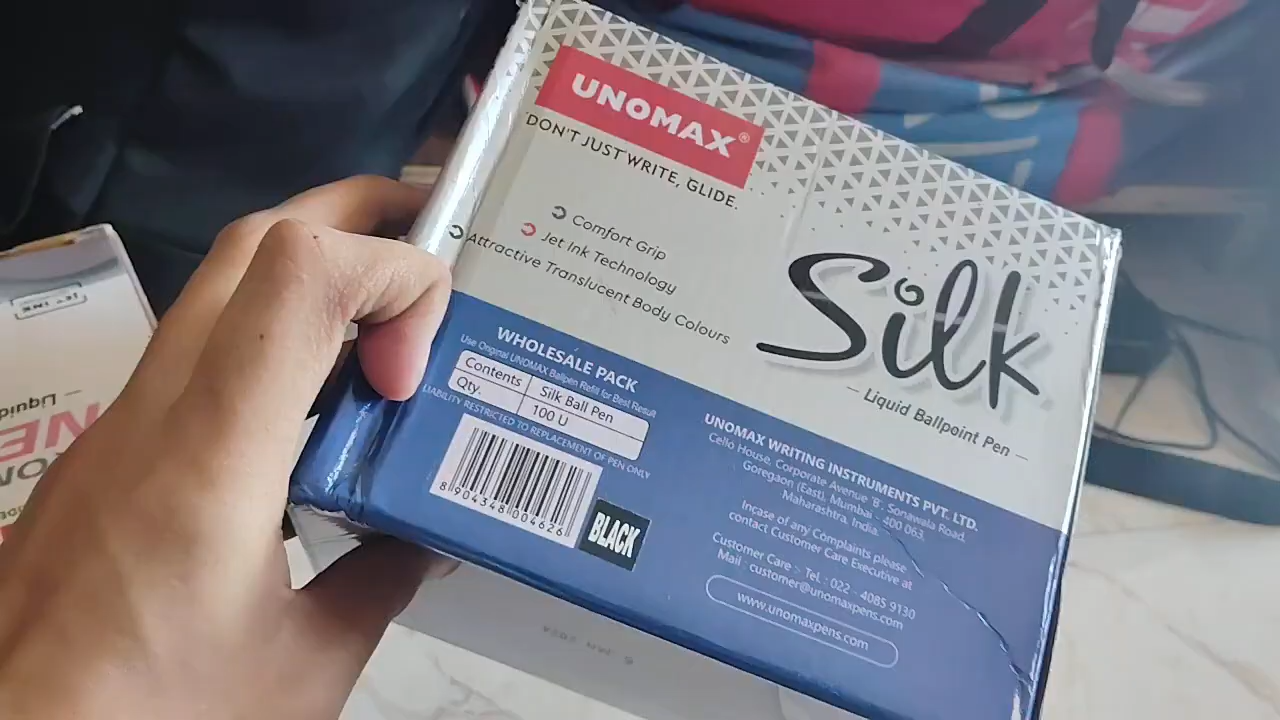 UNOMAX®
DON'T JUST WRITE, GLIDE.
Comfort Grip
Jet Ink Technology
Attractive Translucent Body Colours
Silk
— Liquid Ballpoint Pen —
WHOLESALE PACK
Use Original UNOMAX Ballpen Refill for Best Result
Contents Silk Ball Pen
Qty. 100 U
LIABILITY RESTRICTED TO REPLACEMENT OF PEN ONLY
8 904348 004626
BLACK
UNOMAX WRITING INSTRUMENTS PVT. LTD.
Cello House, Corporate Avenue 'B', Sonawala Road,
Goregaon (East), Mumbai - 400 063,
Maharashtra, India.
Incase of any Complaints please
contact Customer Care Executive at
Customer Care :- Tel.: 022 - 4085 9130
Mail : customer@unomaxpens.com
www.unomaxpens.com
JET INK
Liquid